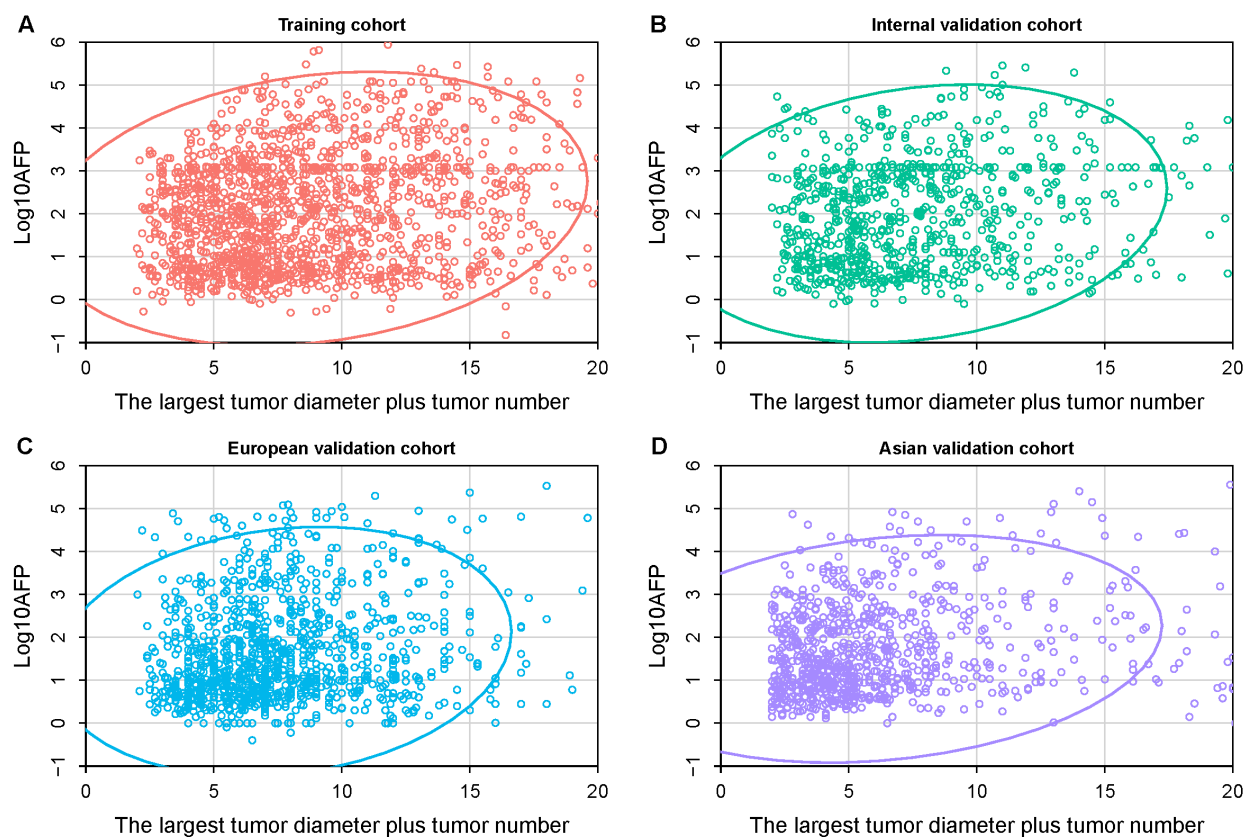 A Training cohort
6
5
4
3
2
1
0
−1
Log10AFP
0 5 10 15 20
The largest tumor diameter plus tumor number
B Internal validation cohort
6
5
4
3
2
1
0
−1
Log10AFP
0 5 10 15 20
The largest tumor diameter plus tumor number
C European validation cohort
6
5
4
3
2
1
0
−1
Log10AFP
0 5 10 15 20
The largest tumor diameter plus tumor number
D Asian validation cohort
6
5
4
3
2
1
0
−1
Log10AFP
0 5 10 15 20
The largest tumor diameter plus tumor number